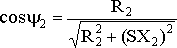 cosψ₂ = R₂ / √(R₂² + (SX₂)²)